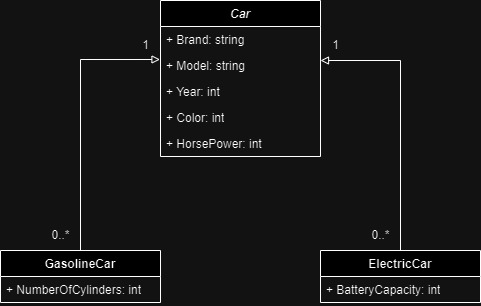 Car
+ Brand: string
1
1
+ Model: string
+ Year: int
+ Color: int
+ HorsePower: int
0..*
0..*
GasolineCar
ElectricCar
+ NumberOfCylinders: int
+ BatteryCapacity: int